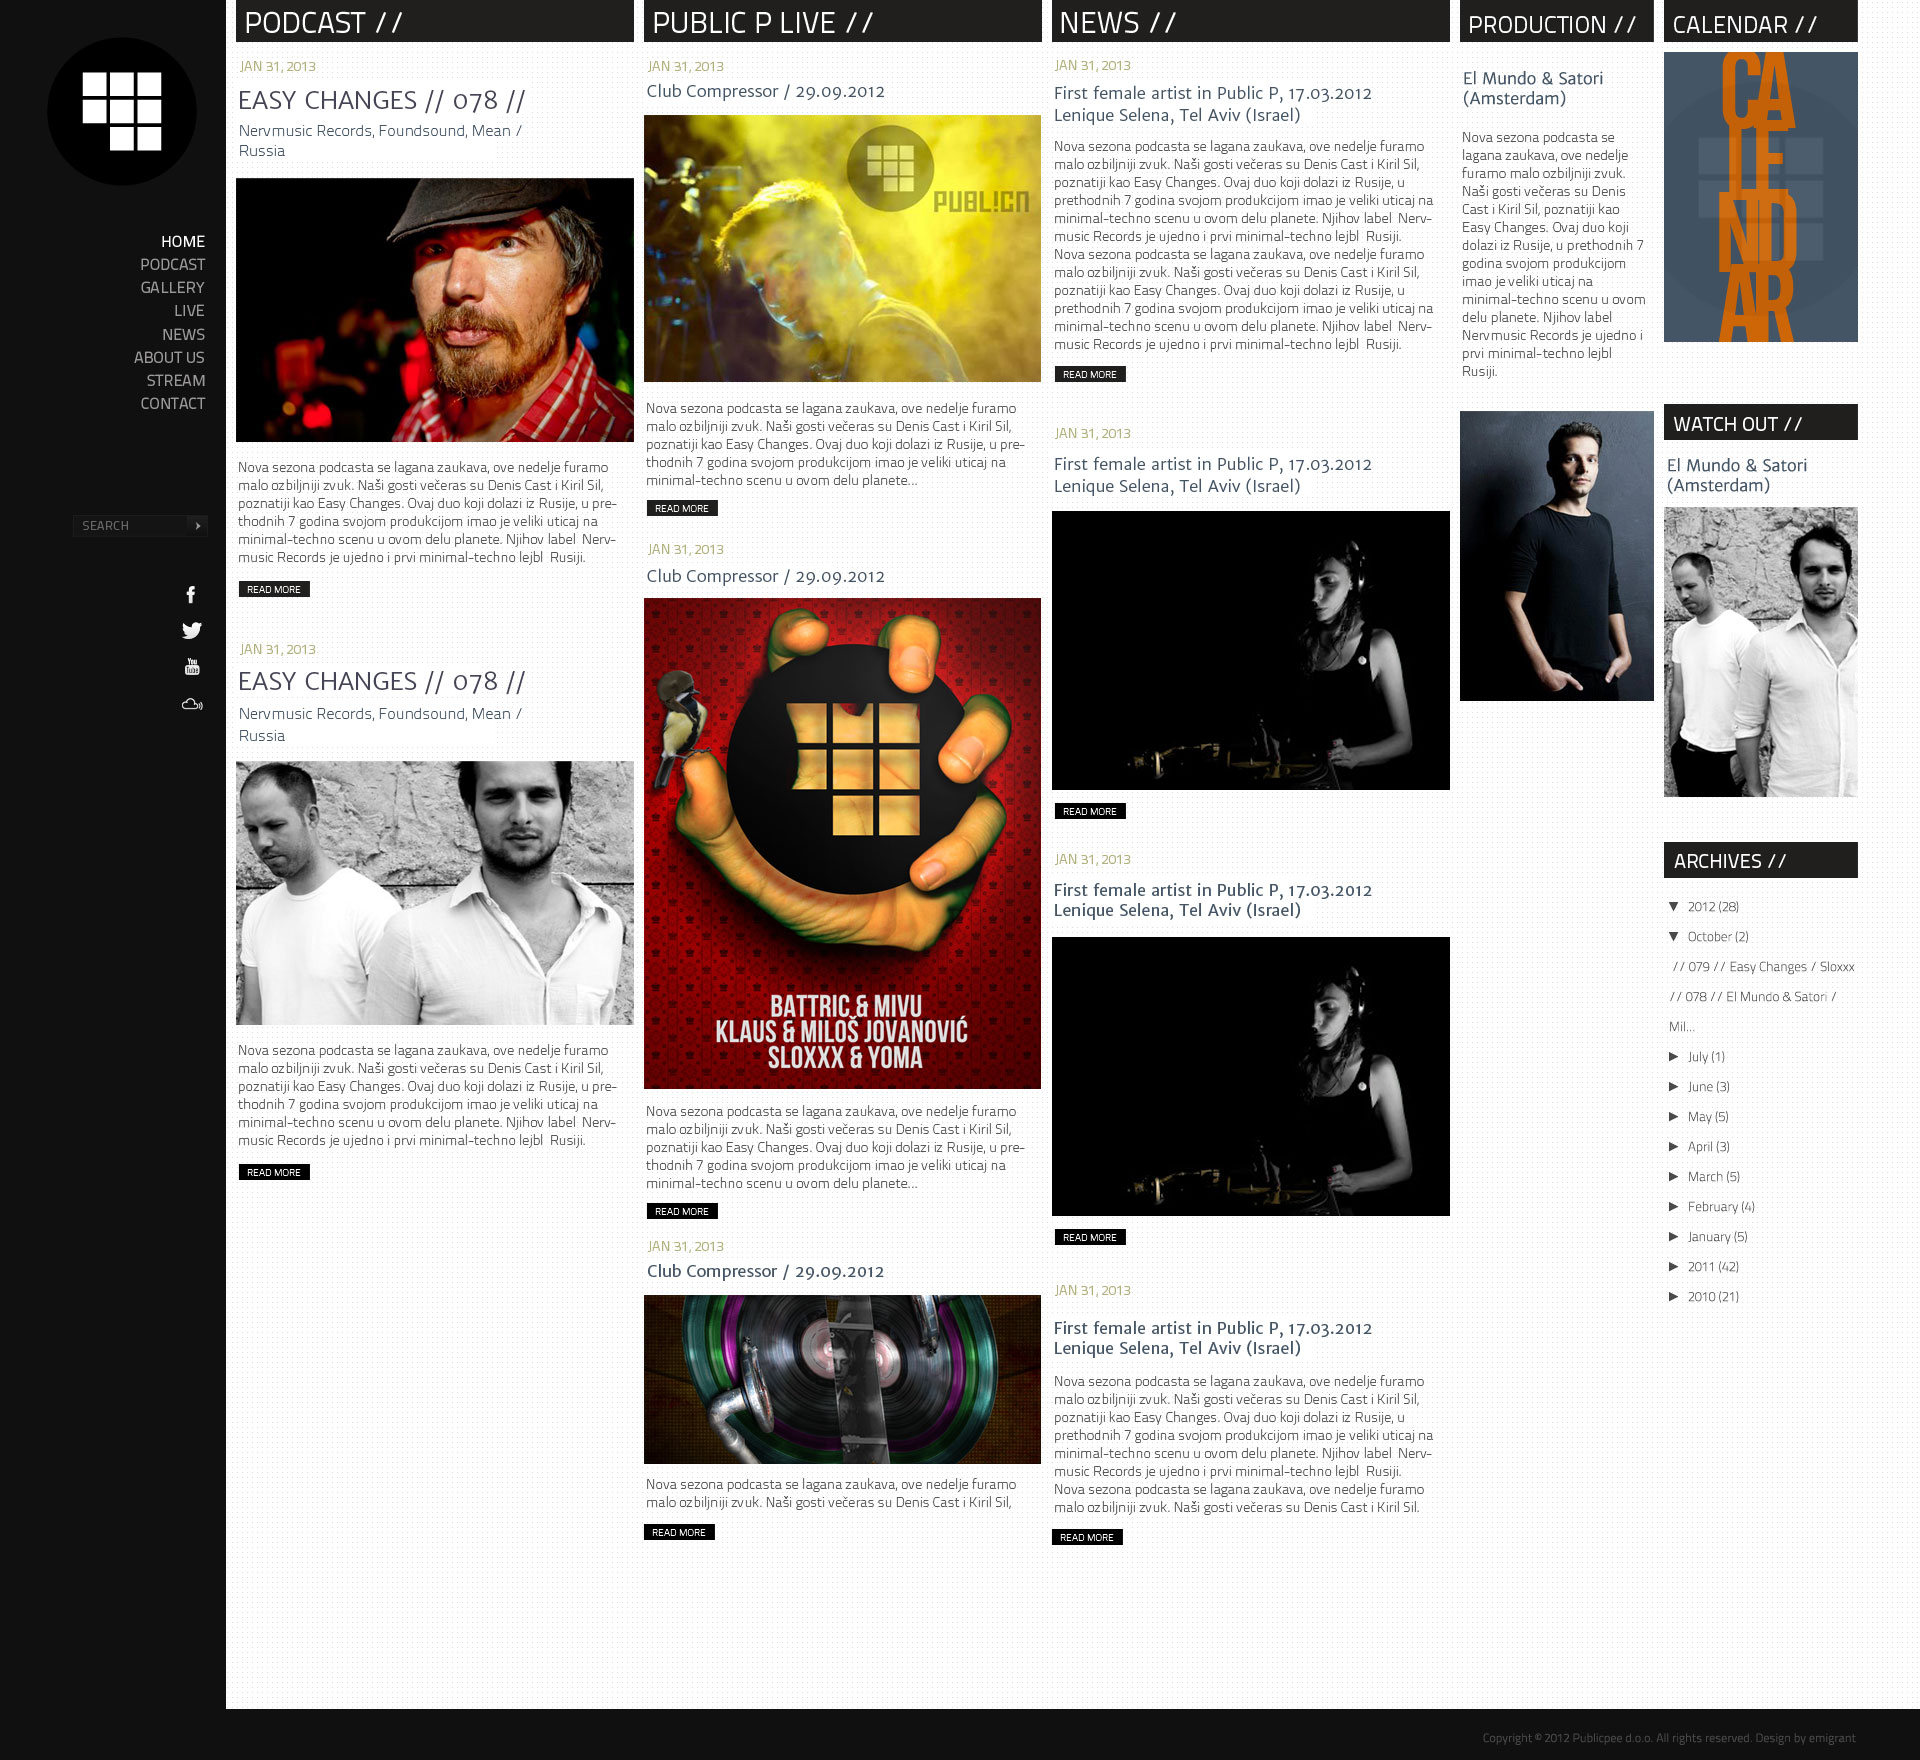 HOME
PODCAST
GALLERY
LIVE
NEWS
ABOUT US
STREAM
CONTACT
SEARCH
You
Tube
PODCAST //
JAN 31, 2013
EASY CHANGES // 078 //
Nervmusic Records, Foundsound, Mean /
Russia
Nova sezona podcasta se lagana zaukava, ove nedelje furamo
malo ozbiljniji zvuk. Naši gosti večeras su Denis Cast i Kiril Sil,
poznatiji kao Easy Changes. Ovaj duo koji dolazi iz Rusije, u pre-
thodnih 7 godina svojom produkcijom imao je veliki uticaj na
minimal-techno scenu u ovom delu planete. Njihov label  Nerv-
music Records je ujedno i prvi minimal-techno lejbl  Rusiji.
READ MORE
JAN 31, 2013
EASY CHANGES // 078 //
Nervmusic Records, Foundsound, Mean /
Russia
Nova sezona podcasta se lagana zaukava, ove nedelje furamo
malo ozbiljniji zvuk. Naši gosti večeras su Denis Cast i Kiril Sil,
poznatiji kao Easy Changes. Ovaj duo koji dolazi iz Rusije, u pre-
thodnih 7 godina svojom produkcijom imao je veliki uticaj na
minimal-techno scenu u ovom delu planete. Njihov label  Nerv-
music Records je ujedno i prvi minimal-techno lejbl  Rusiji.
READ MORE
PUBLIC P LIVE //
JAN 31, 2013
Club Compressor / 29.09.2012
PUBL!CN
Nova sezona podcasta se lagana zaukava, ove nedelje furamo
malo ozbiljniji zvuk. Naši gosti večeras su Denis Cast i Kiril Sil,
poznatiji kao Easy Changes. Ovaj duo koji dolazi iz Rusije, u pre-
thodnih 7 godina svojom produkcijom imao je veliki uticaj na
minimal-techno scenu u ovom delu planete...
READ MORE
JAN 31, 2013
Club Compressor / 29.09.2012
BATTRIC & MIVU
KLAUS & MILOŠ JOVANOVIĆ
SLOXXX & YOMA
Nova sezona podcasta se lagana zaukava, ove nedelje furamo
malo ozbiljniji zvuk. Naši gosti večeras su Denis Cast i Kiril Sil,
poznatiji kao Easy Changes. Ovaj duo koji dolazi iz Rusije, u pre-
thodnih 7 godina svojom produkcijom imao je veliki uticaj na
minimal-techno scenu u ovom delu planete...
READ MORE
JAN 31, 2013
Club Compressor / 29.09.2012
Nova sezona podcasta se lagana zaukava, ove nedelje furamo
malo ozbiljniji zvuk. Naši gosti večeras su Denis Cast i Kiril Sil,
READ MORE
NEWS //
JAN 31, 2013
First female artist in Public P, 17.03.2012
Lenique Selena, Tel Aviv (Israel)
Nova sezona podcasta se lagana zaukava, ove nedelje furamo
malo ozbiljniji zvuk. Naši gosti večeras su Denis Cast i Kiril Sil,
poznatiji kao Easy Changes. Ovaj duo koji dolazi iz Rusije, u
prethodnih 7 godina svojom produkcijom imao je veliki uticaj na
minimal-techno scenu u ovom delu planete. Njihov label  Nerv-
music Records je ujedno i prvi minimal-techno lejbl  Rusiji.
Nova sezona podcasta se lagana zaukava, ove nedelje furamo
malo ozbiljniji zvuk. Naši gosti večeras su Denis Cast i Kiril Sil,
poznatiji kao Easy Changes. Ovaj duo koji dolazi iz Rusije, u
prethodnih 7 godina svojom produkcijom imao je veliki uticaj na
minimal-techno scenu u ovom delu planete. Njihov label  Nerv-
music Records je ujedno i prvi minimal-techno lejbl  Rusiji.
READ MORE
JAN 31, 2013
First female artist in Public P, 17.03.2012
Lenique Selena, Tel Aviv (Israel)
READ MORE
JAN 31, 2013
First female artist in Public P, 17.03.2012
Lenique Selena, Tel Aviv (Israel)
READ MORE
JAN 31, 2013
First female artist in Public P, 17.03.2012
Lenique Selena, Tel Aviv (Israel)
Nova sezona podcasta se lagana zaukava, ove nedelje furamo
malo ozbiljniji zvuk. Naši gosti večeras su Denis Cast i Kiril Sil,
poznatiji kao Easy Changes. Ovaj duo koji dolazi iz Rusije, u
prethodnih 7 godina svojom produkcijom imao je veliki uticaj na
minimal-techno scenu u ovom delu planete. Njihov label  Nerv-
music Records je ujedno i prvi minimal-techno lejbl  Rusiji.
Nova sezona podcasta se lagana zaukava, ove nedelje furamo
malo ozbiljniji zvuk. Naši gosti večeras su Denis Cast i Kiril Sil.
READ MORE
PRODUCTION //
El Mundo & Satori
(Amsterdam)
Nova sezona podcasta se
lagana zaukava, ove nedelje
furamo malo ozbiljniji zvuk.
Naši gosti večeras su Denis
Cast i Kiril Sil, poznatiji kao
Easy Changes. Ovaj duo koji
dolazi iz Rusije, u prethodnih 7
godina svojom produkcijom
imao je veliki uticaj na
minimal-techno scenu u ovom
delu planete. Njihov label
Nervmusic Records je ujedno i
prvi minimal-techno lejbl
Rusiji.
CALENDAR //
CA
LE
ND
AR
WATCH OUT //
El Mundo & Satori
(Amsterdam)
ARCHIVES //
▼ 2012 (28)
▼ October (2)
// 079 // Easy Changes / Sloxxx
// 078 // El Mundo & Satori /
Mil...
► July (1)
► June (3)
► May (5)
► April (3)
► March (5)
► February (4)
► January (5)
► 2011 (42)
► 2010 (21)
Copyright © 2012 Publicpee d.o.o. All rights reserved. Design by emigrant